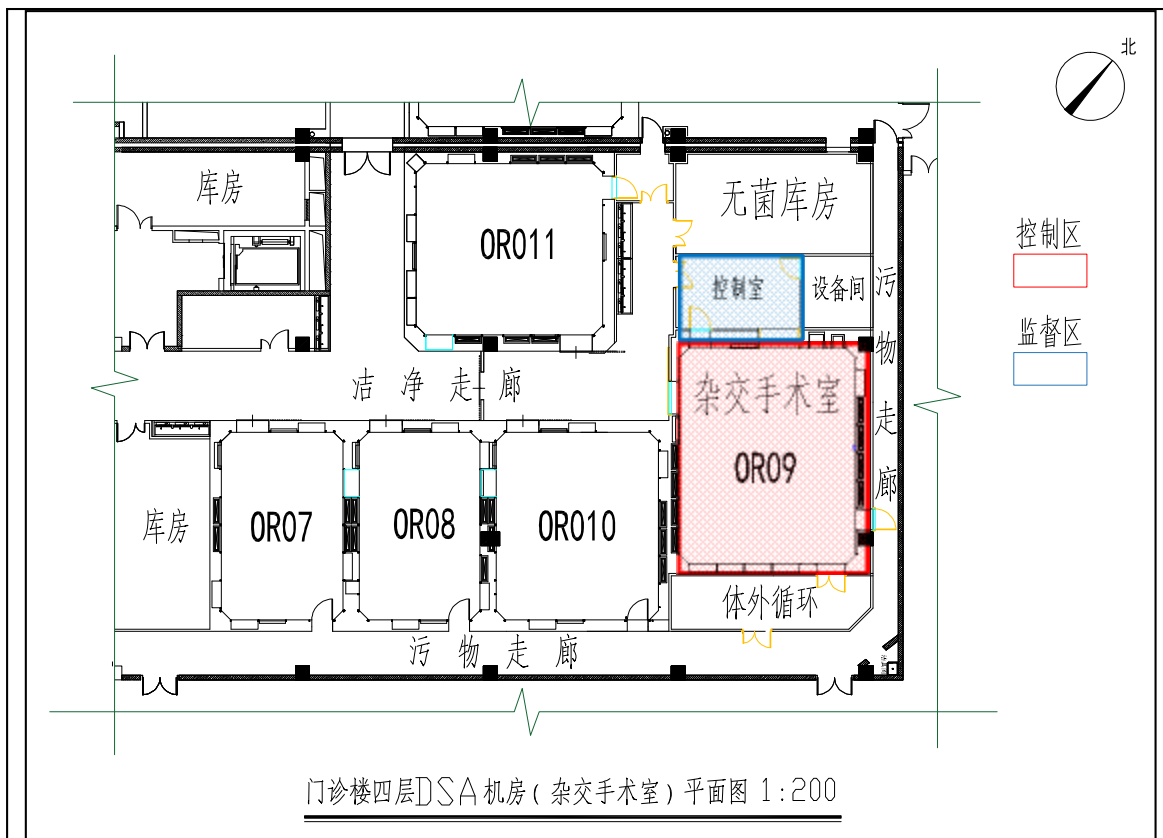 北
库房
无菌库房
OR011
控制区
控制室
设备间
监督区
洁净走廊
杂交手术室
OR09
污物走廊
库房
OR07
OR08
OR010
体外循环
污物走廊
门诊楼四层DSA机房(杂交手术室)平面图 1:200